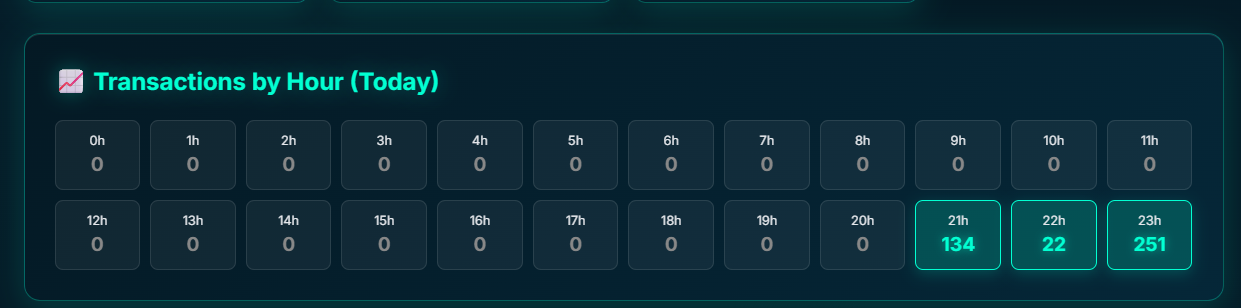 📈 Transactions by Hour (Today)
0h 1h 2h 3h 4h 5h 6h 7h 8h 9h 10h 11h
0 0 0 0 0 0 0 0 0 0 0 0
12h 13h 14h 15h 16h 17h 18h 19h 20h 21h 22h 23h
0 0 0 0 0 0 0 0 0 134 22 251